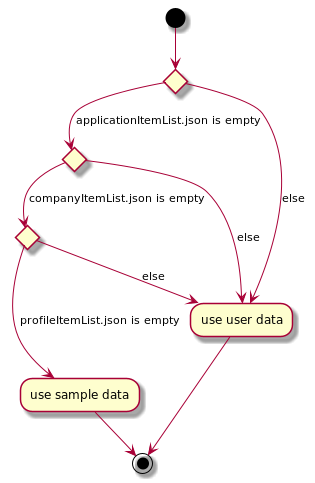 applicationItemList.json is empty
companyItemList.json is empty
else
else
else
profileItemList.json is empty
use user data
use sample data